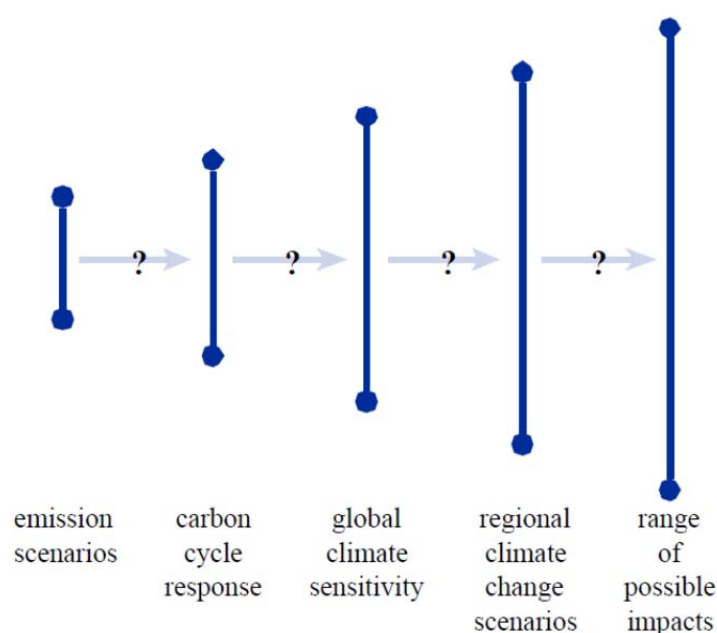 ?
?
?
?
emission
scenarios
carbon
cycle
response
global
climate
sensitivity
regional
climate
change
scenarios
range
of
possible
impacts